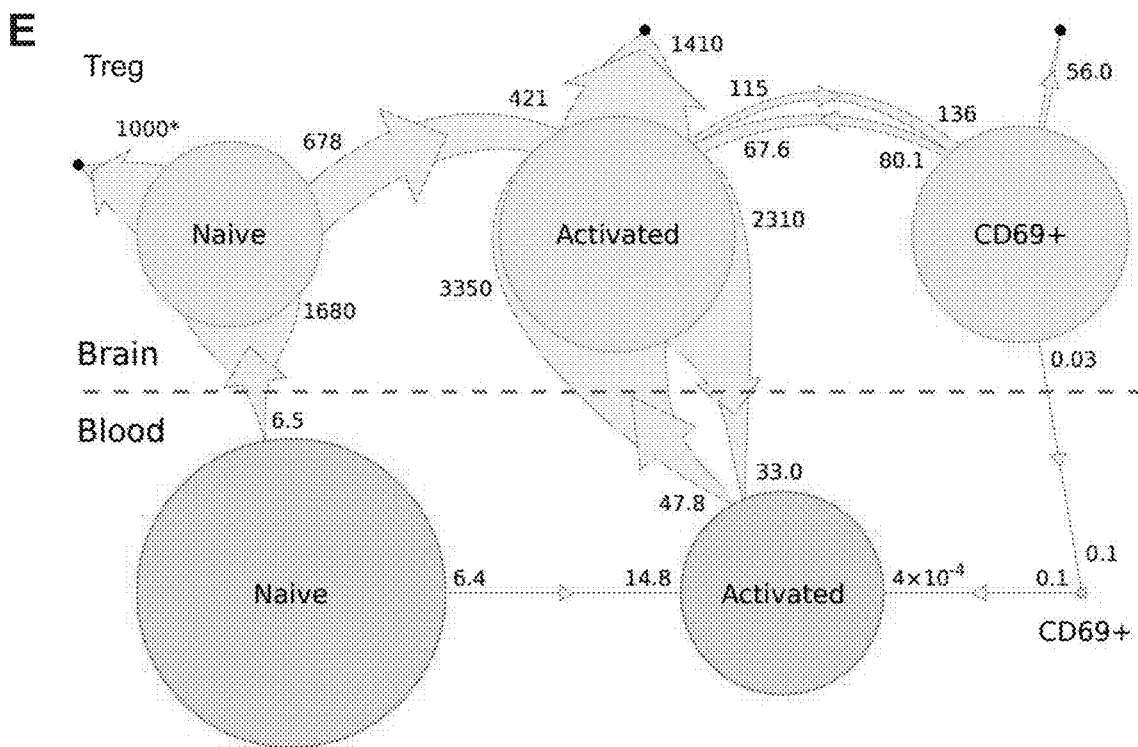 E
Treg
1000*
678
421
1410
115
136
56.0
67.6
80.1
Naive
Activated
CD69+
1680
3350
2310
Brain
0.03
Blood
6.5
47.8
33.0
0.1
Naive
6.4
14.8
Activated
4×10⁻⁴
0.1
CD69+